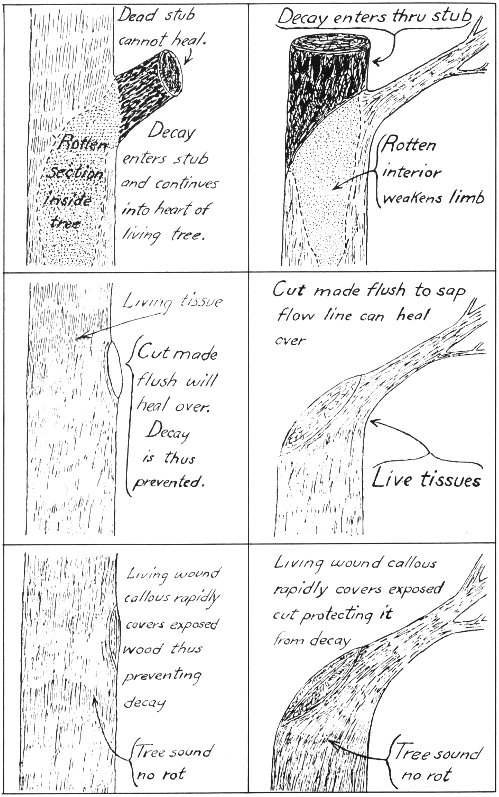 Dead stub
cannot heal.
Decay
enters stub
and continues
into heart of
living tree.
Rotten
section
inside
tree
Decay enters thru stub
Rotten
interior
weakens limb
Living tissue
Cut made
flush will
heal over.
Decay
is thus
prevented.
Cut made flush to sap
flow line can heal
over
Live tissues
Living wound
callous rapidly
covers exposed
wood thus
preventing
decay
Tree sound
no rot
Living wound callous
rapidly covers exposed
cut protecting it
from decay
Tree sound
no rot